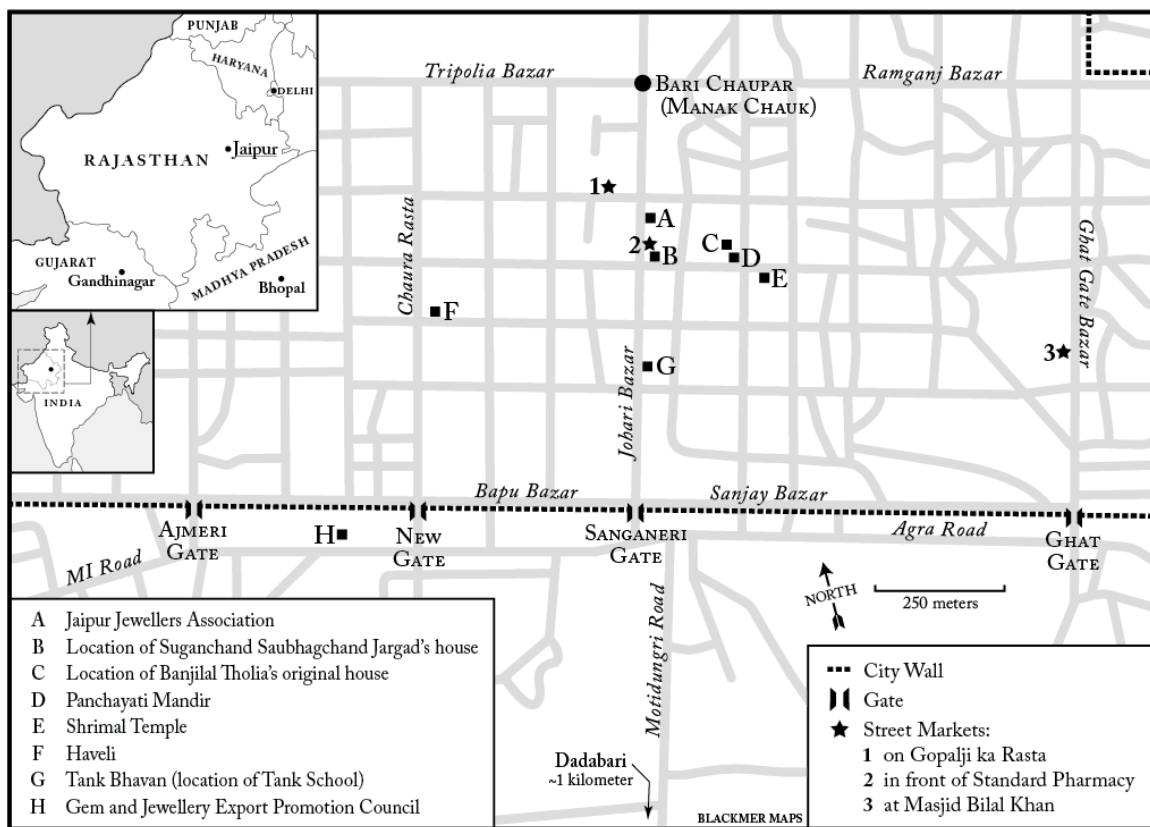 PUNJAB
HARYANA
DELHI
RAJASTHAN
Jaipur
GUJARAT
Gandhinagar
MADHYA PRADESH
Bhopal
INDIA
Tripolia Bazar
Ramganj Bazar
BARI CHAUPAR
(MANAK CHAUK)
1
A
2
B
C
D
E
Chaura Rasta
F
Ghat Gate Bazar
3
G
Johari Bazar
Bapu Bazar
Sanjay Bazar
AJMERI
GATE
H
NEW
GATE
SANGANERI
GATE
Agra Road
GHAT
GATE
MI Road
NORTH
250 meters
Motidungri Road
Dadabari
~1 kilometer
A Jaipur Jewellers Association
B Location of Suganchand Saubhagchand Jargad's house
C Location of Banjilal Tholia's original house
D Panchayati Mandir
E Shrimal Temple
F Haveli
G Tank Bhavan (location of Tank School)
H Gem and Jewellery Export Promotion Council
City Wall
Gate
Street Markets:
1 on Gopalji ka Rasta
2 in front of Standard Pharmacy
3 at Masjid Bilal Khan
BLACKMER MAPS